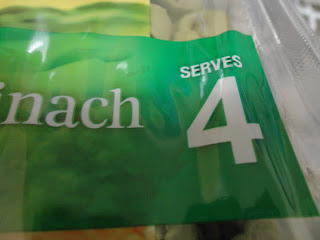 inach
SERVES
4